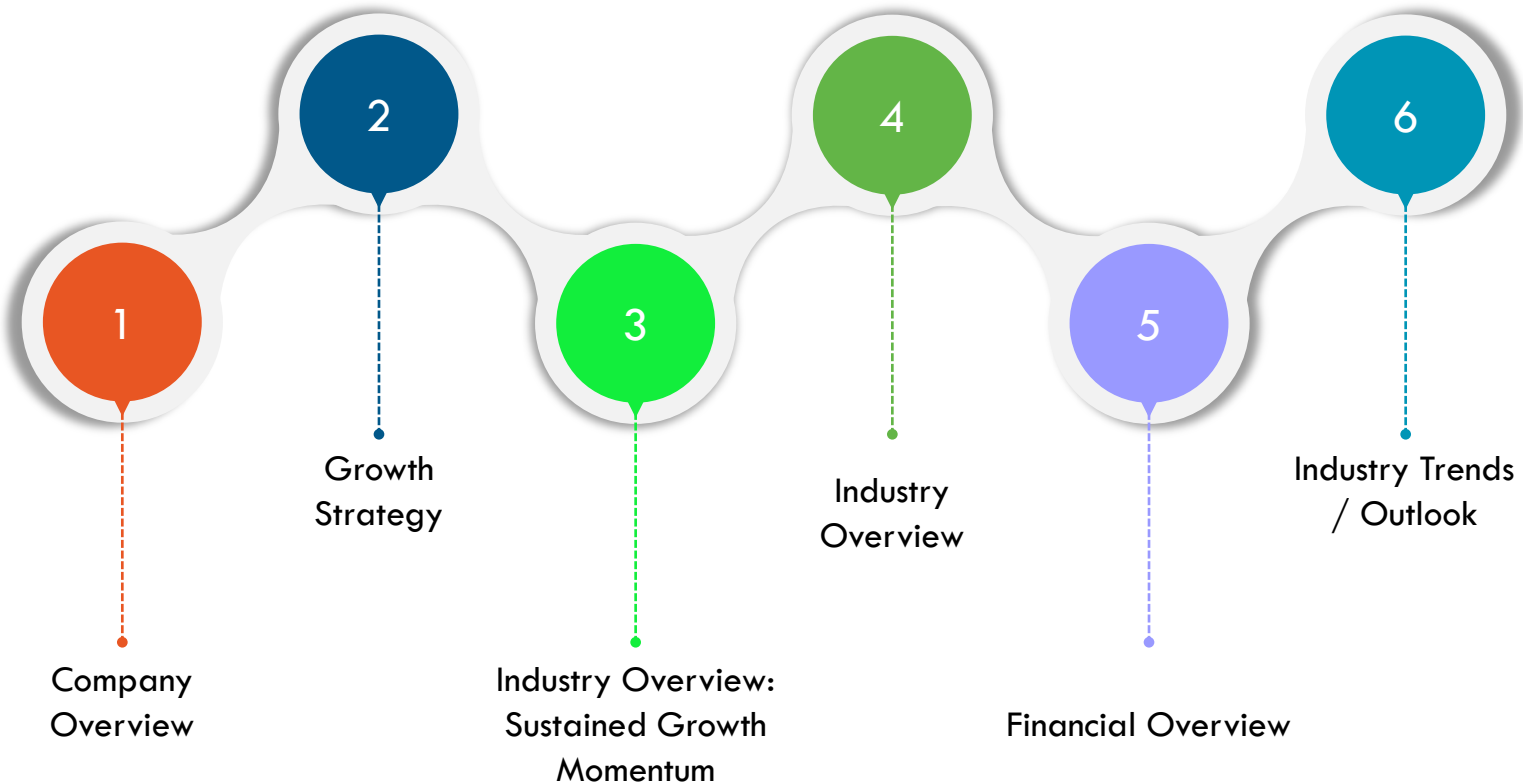 1
Company
Overview
2
Growth
Strategy
3
Industry Overview:
Sustained Growth
Momentum
4
Industry
Overview
5
Financial Overview
6
Industry Trends
/ Outlook